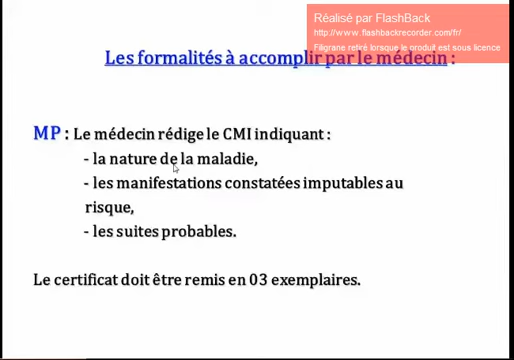 Réalisé par FlashBack
http://www.flashbackrecorder.com/fr/
Filigrane retiré lorsque le produit est sous licence
Les formalités à accomplir par le médecin :
MP : Le médecin rédige le CMI indiquant :
- la nature de la maladie,
- les manifestations constatées imputables au
risque,
- les suites probables.
Le certificat doit être remis en 03 exemplaires.